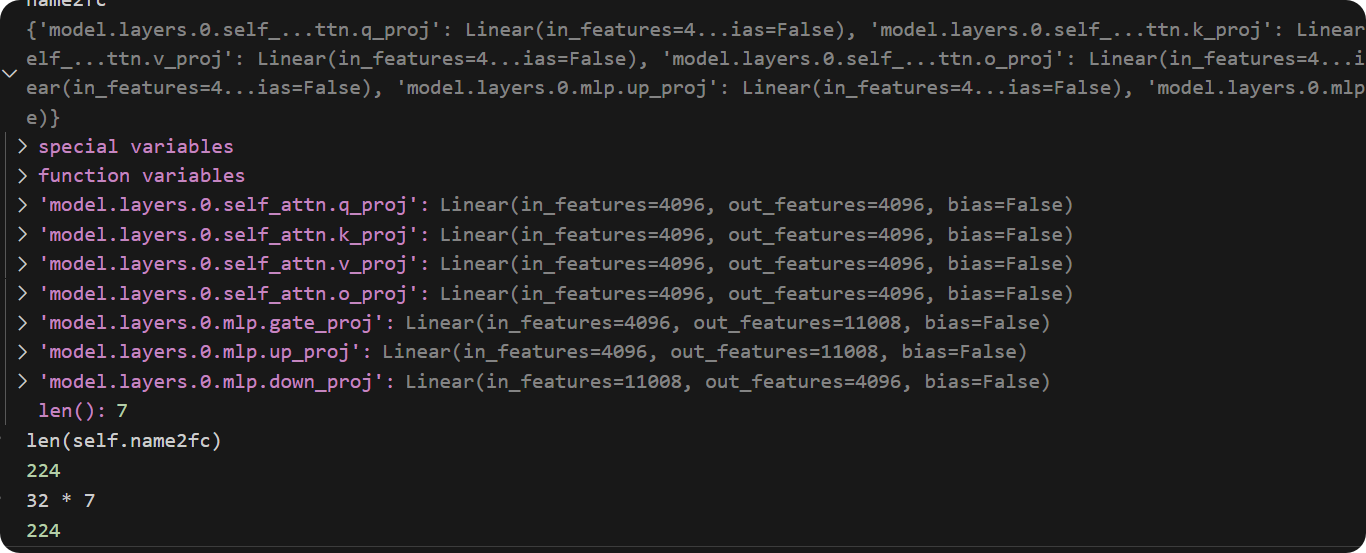 name2fc
{'model.layers.0.self_...ttn.q_proj': Linear(in_features=4...ias=False), 'model.layers.0.self_...ttn.k_proj': Linear
elf_...ttn.v_proj': Linear(in_features=4...ias=False), 'model.layers.0.self_...ttn.o_proj': Linear(in_features=4...i
ear(in_features=4...ias=False), 'model.layers.0.mlp.up_proj': Linear(in_features=4...ias=False), 'model.layers.0.mlp
e)}
special variables
function variables
'model.layers.0.self_attn.q_proj': Linear(in_features=4096, out_features=4096, bias=False)
'model.layers.0.self_attn.k_proj': Linear(in_features=4096, out_features=4096, bias=False)
'model.layers.0.self_attn.v_proj': Linear(in_features=4096, out_features=4096, bias=False)
'model.layers.0.self_attn.o_proj': Linear(in_features=4096, out_features=4096, bias=False)
'model.layers.0.mlp.gate_proj': Linear(in_features=4096, out_features=11008, bias=False)
'model.layers.0.mlp.up_proj': Linear(in_features=4096, out_features=11008, bias=False)
'model.layers.0.mlp.down_proj': Linear(in_features=11008, out_features=4096, bias=False)
len(): 7
len(self.name2fc)
224
32 * 7
224